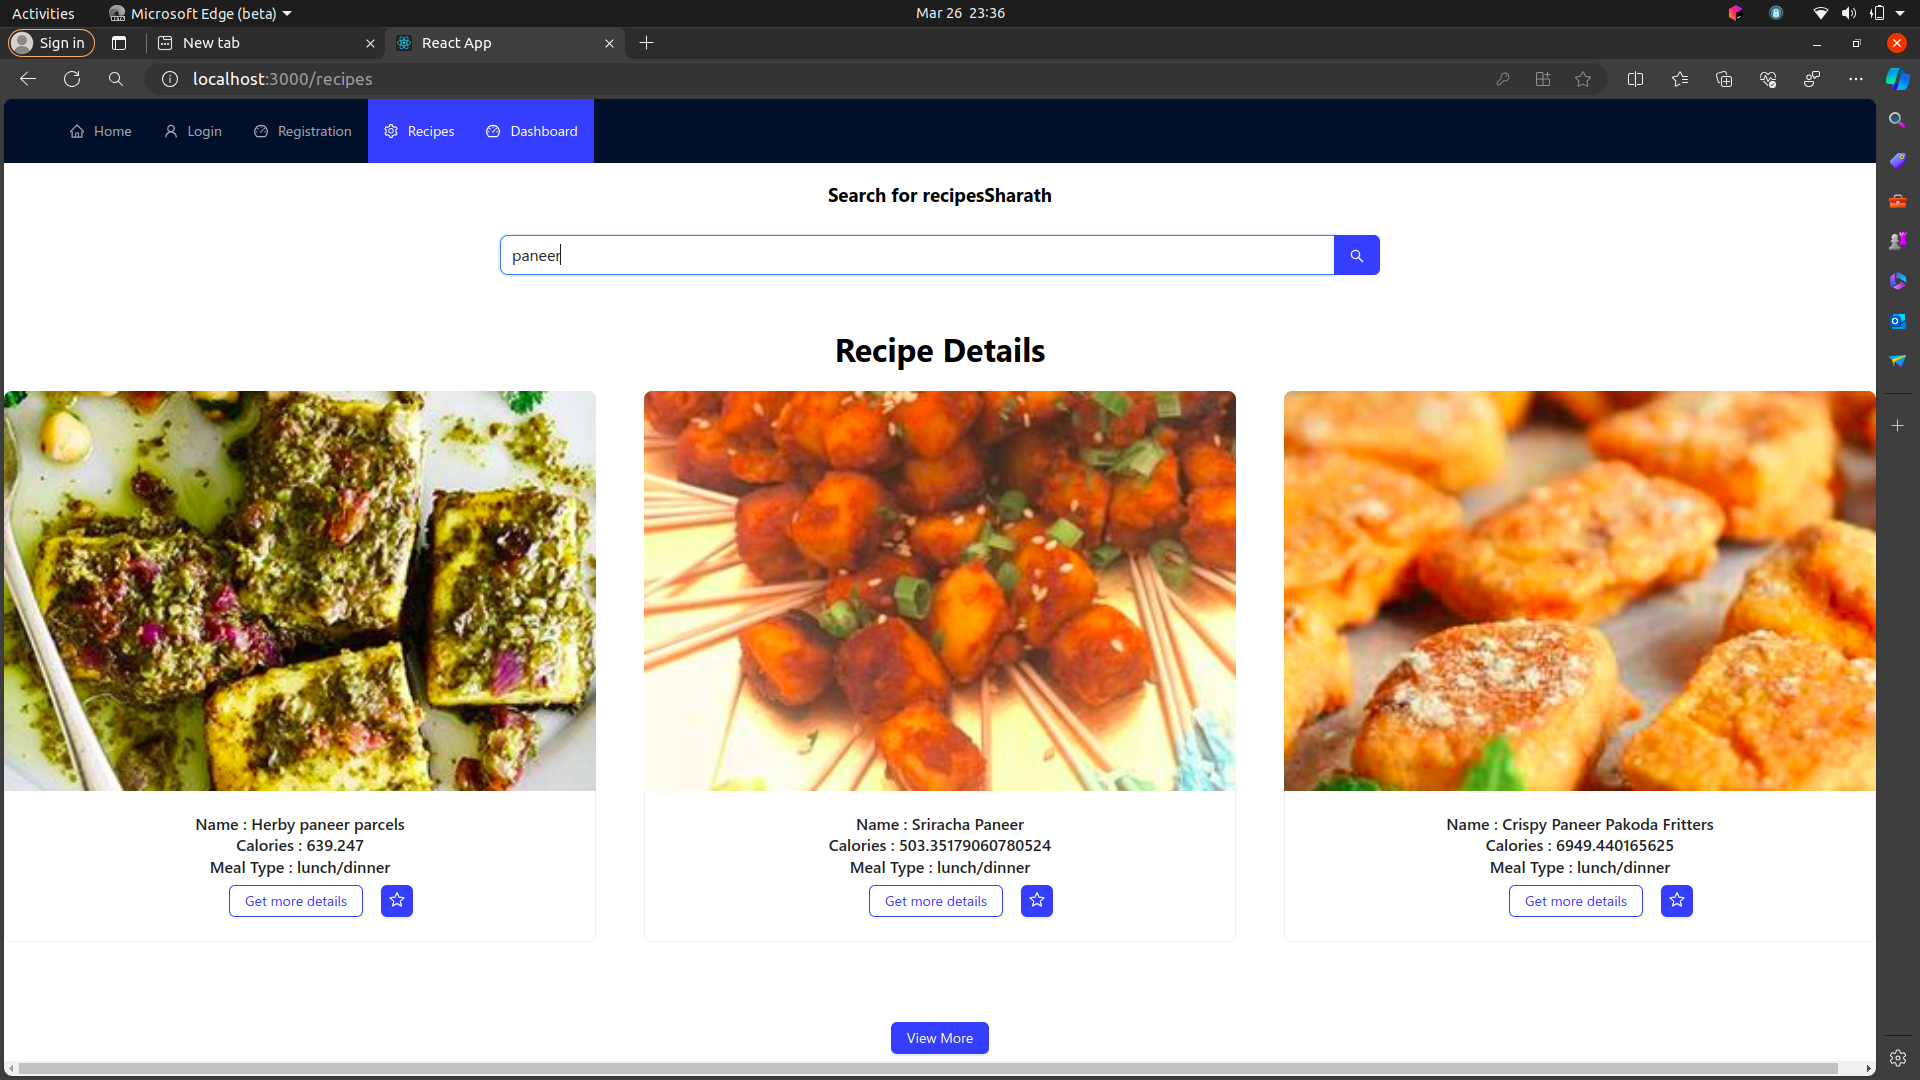 Activities
Microsoft Edge (beta)
Mar 26 23:36
Sign in
New tab
React App
localhost:3000/recipes
Home
Login
Registration
Recipes
Dashboard
Search for recipesSharath
paneer
Recipe Details
Name : Herby paneer parcels
Calories : 639.247
Meal Type : lunch/dinner
Get more details
Name : Sriracha Paneer
Calories : 503.35179060780524
Meal Type : lunch/dinner
Get more details
Name : Crispy Paneer Pakoda Fritters
Calories : 6949.440165625
Meal Type : lunch/dinner
Get more details
View More